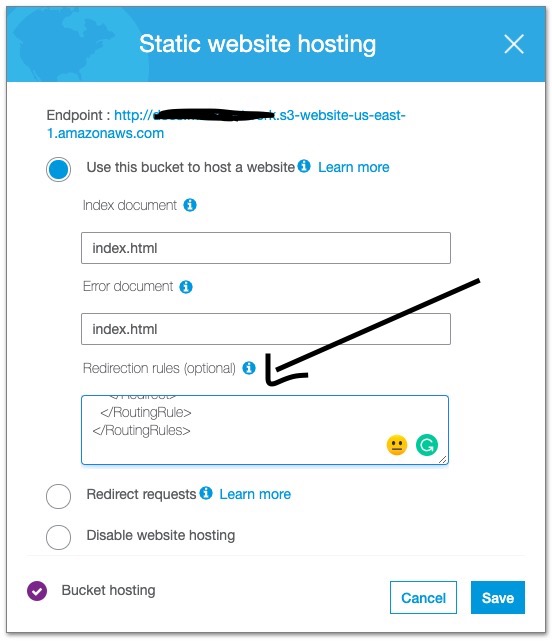 Static website hosting
Endpoint : http://.s3-website-us-east-
1.amazonaws.com
Use this bucket to host a website Learn more
Index document
index.html
Error document
index.html
Redirection rules (optional)
</Redirect>
</RoutingRule>
</RoutingRules>
Redirect requests Learn more
Disable website hosting
Bucket hosting
Cancel
Save